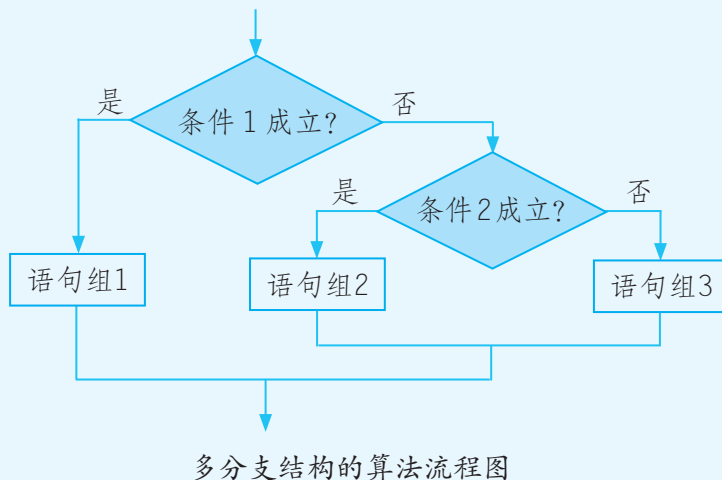 是
否
条件1成立?
是
否
条件2成立?
语句组1
语句组2
语句组3
多分支结构的算法流程图